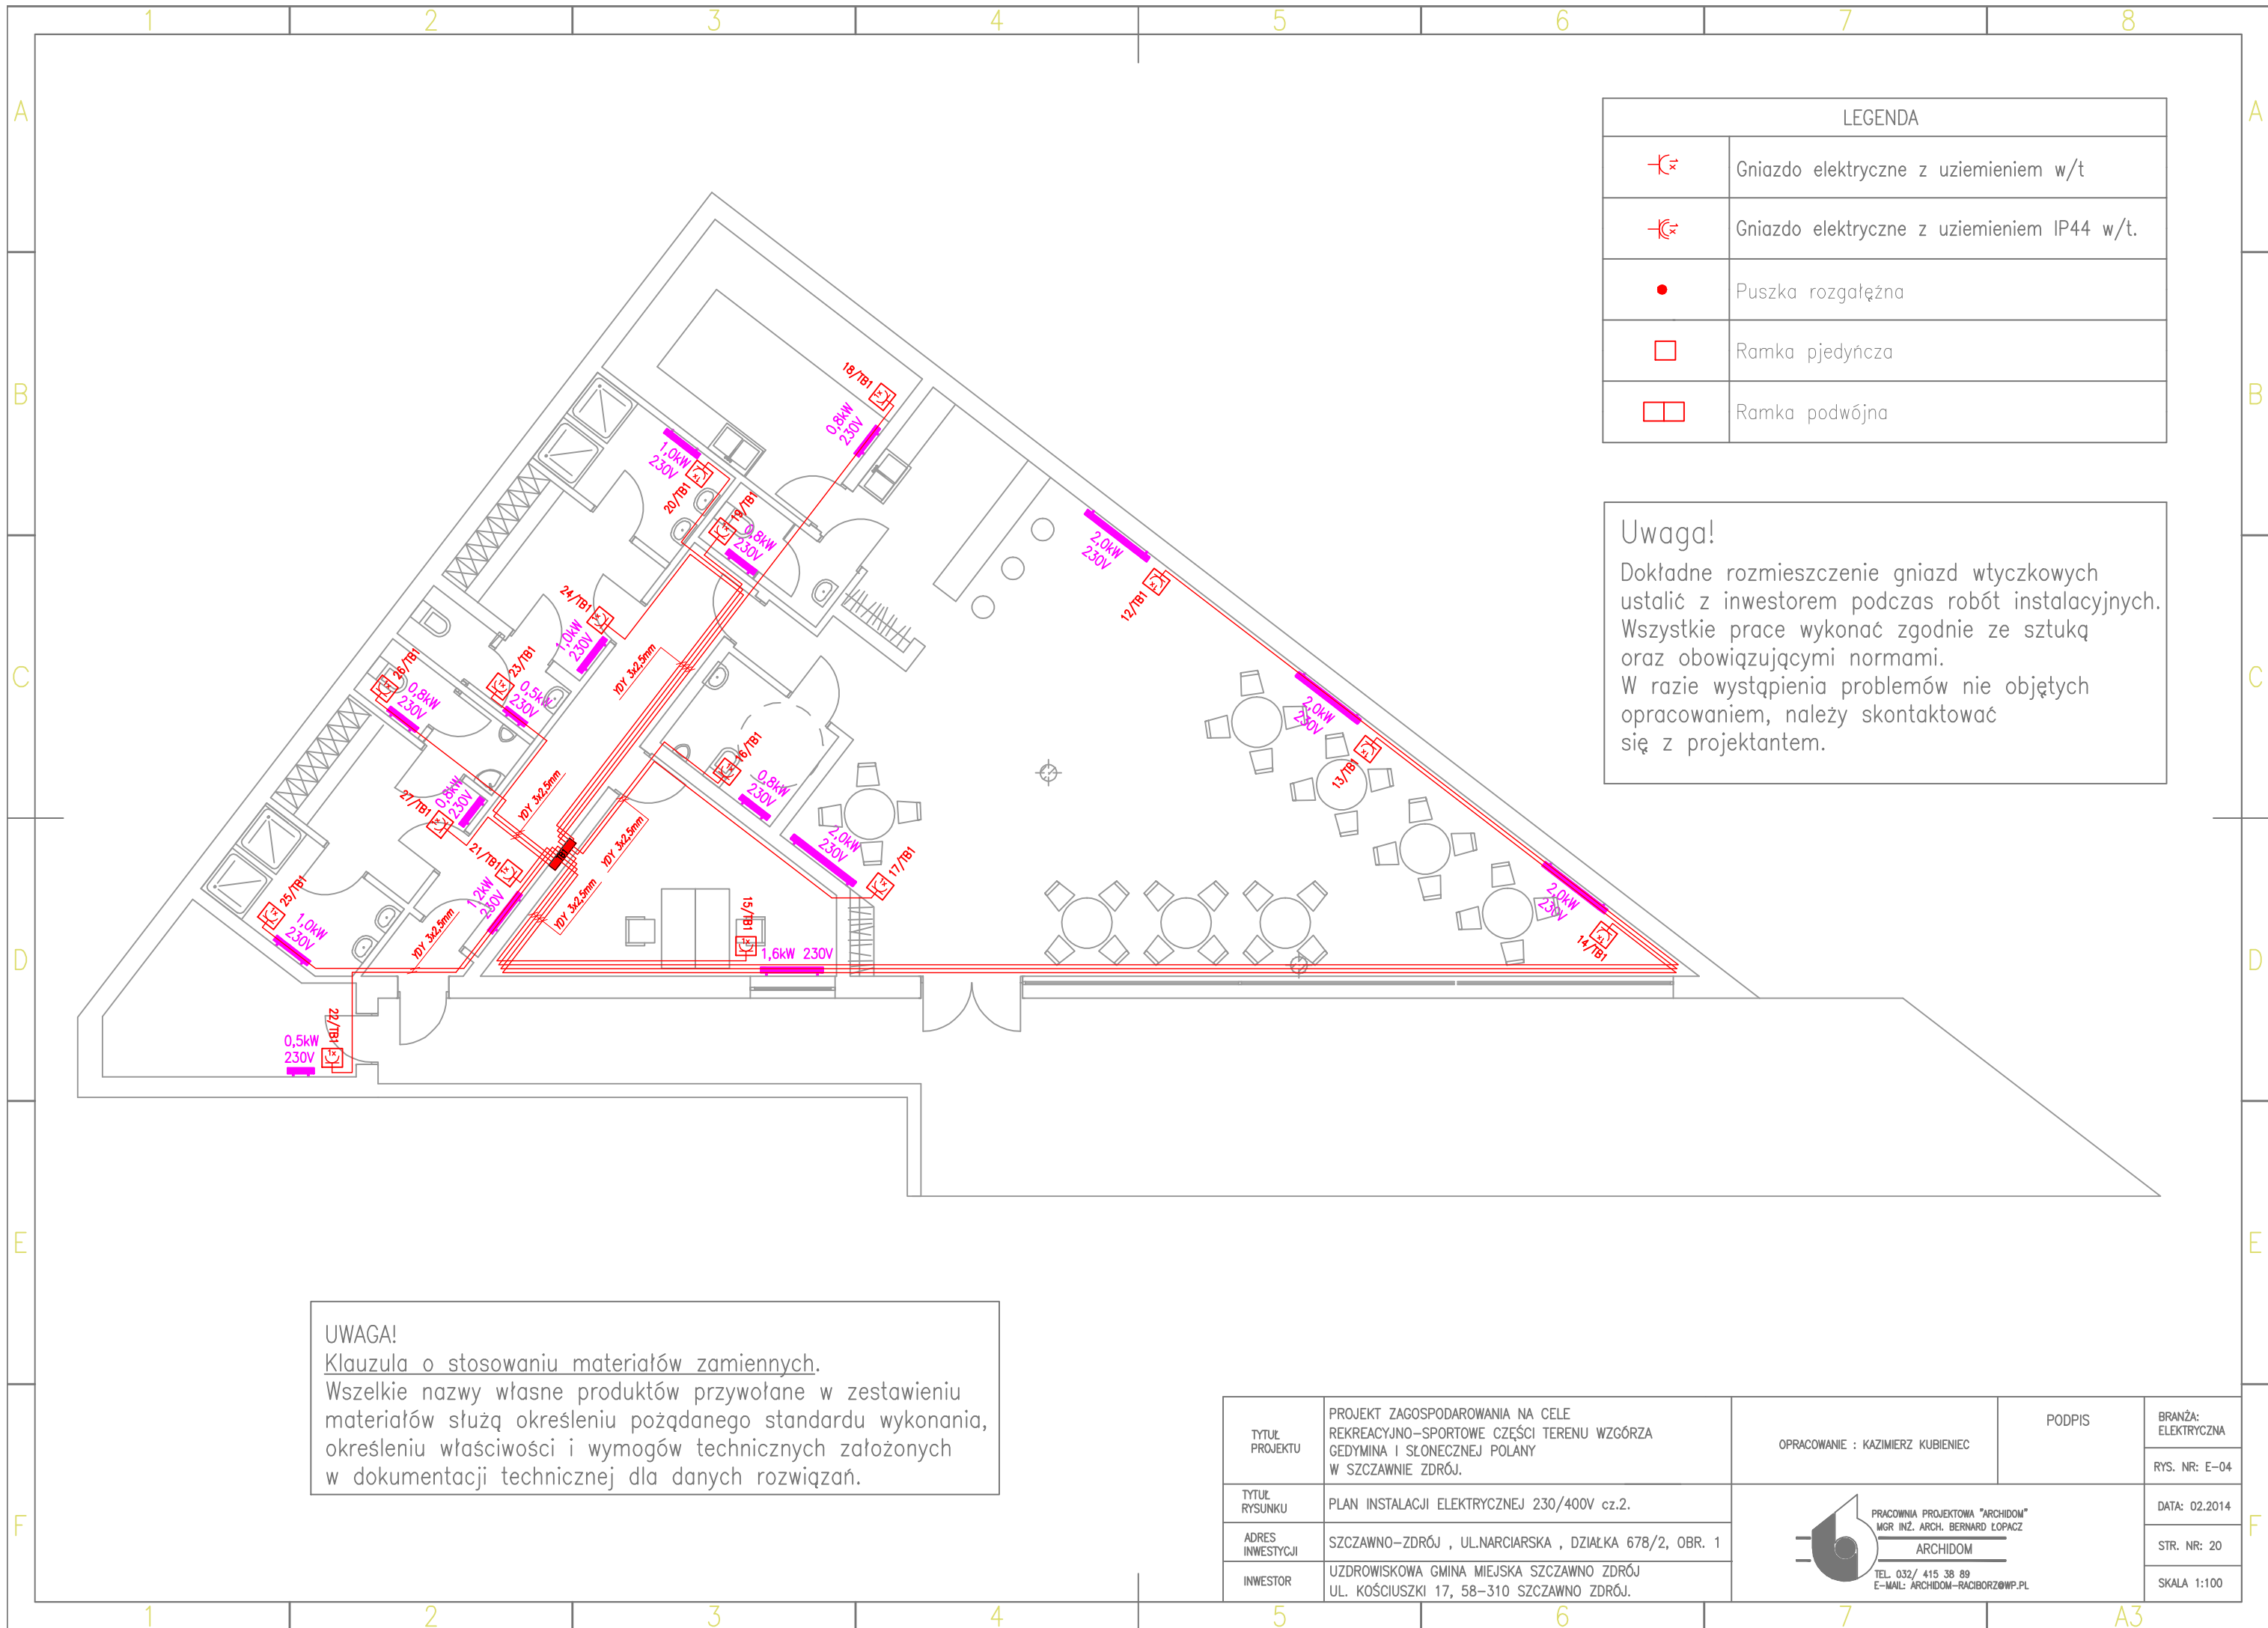 1 2 3 4 5 6 7 8
A A
B B
C C
D D
E E
F F
LEGENDA
Gniazdo elektryczne z uziemieniem w/t
Gniazdo elektryczne z uziemieniem IP44 w/t.
Puszka rozgałęźna
Ramka pjedyńcza
Ramka podwójna
Uwaga!
Dokładne rozmieszczenie gniazd wtyczkowych
ustalić z inwestorem podczas robót instalacyjnych.
Wszystkie prace wykonać zgodnie ze sztuką
oraz obowiązującymi normami.
W razie wystąpienia problemów nie objętych
opracowaniem, należy skontaktować
się z projektantem.
18/TB1
0,8kW
230V
1,0kW
230V
20/TB1
19/TB1
0,8kW
230V
2,0kW
230V
12/TB1
24/TB1
1,0kW
230V
YDY 3x2,5mm
26/TB1
0,8kW
230V
23/TB1
0,5kW
230V
2,0kW
230V
13/TB1
16/TB1
0,8kW
230V
27/TB1
0,8kW
230V
YDY 3x2,5mm
YDY 3x2,5mm
2,0kW
230V
17/TB1
21/TB1
1,2kW
230V
YDY 3x2,5mm
2,0kW
230V
14/TB1
25/TB1
1,0kW
230V
YDY 3x2,5mm
15/TB1
1,6kW 230V
22/TB1
0,5kW
230V
UWAGA!
Klauzula o stosowaniu materiałów zamiennych.
Wszelkie nazwy własne produktów przywołane w zestawieniu
materiałów służą określeniu pożądanego standardu wykonania,
określeniu właściwości i wymogów technicznych założonych
w dokumentacji technicznej dla danych rozwiązań.
TYTUŁ
PROJEKTU
PROJEKT ZAGOSPODAROWANIA NA CELE
REKREACYJNO-SPORTOWE CZĘŚCI TERENU WZGÓRZA
GEDYMINA I SŁONECZNEJ POLANY
W SZCZAWNIE ZDRÓJ.
OPRACOWANIE : KAZIMIERZ KUBIENIEC
PODPIS
BRANŻA:
ELEKTRYCZNA
RYS. NR: E-04
TYTUŁ
RYSUNKU
PLAN INSTALACJI ELEKTRYCZNEJ 230/400V cz.2.
ADRES
INWESTYCJI
SZCZAWNO-ZDRÓJ , UL.NARCIARSKA , DZIAŁKA 678/2, OBR. 1
INWESTOR
UZDROWISKOWA GMINA MIEJSKA SZCZAWNO ZDRÓJ
UL. KOŚCIUSZKI 17, 58-310 SZCZAWNO ZDRÓJ.
PRACOWNIA PROJEKTOWA "ARCHIDOM"
MGR INŻ. ARCH. BERNARD ŁOPACZ
ARCHIDOM
TEL. 032/ 415 38 89
E-MAIL: ARCHIDOM-RACIBORZ@WP.PL
DATA: 02.2014
STR. NR: 20
SKALA 1:100
1 2 3 4 5 6 7 A3